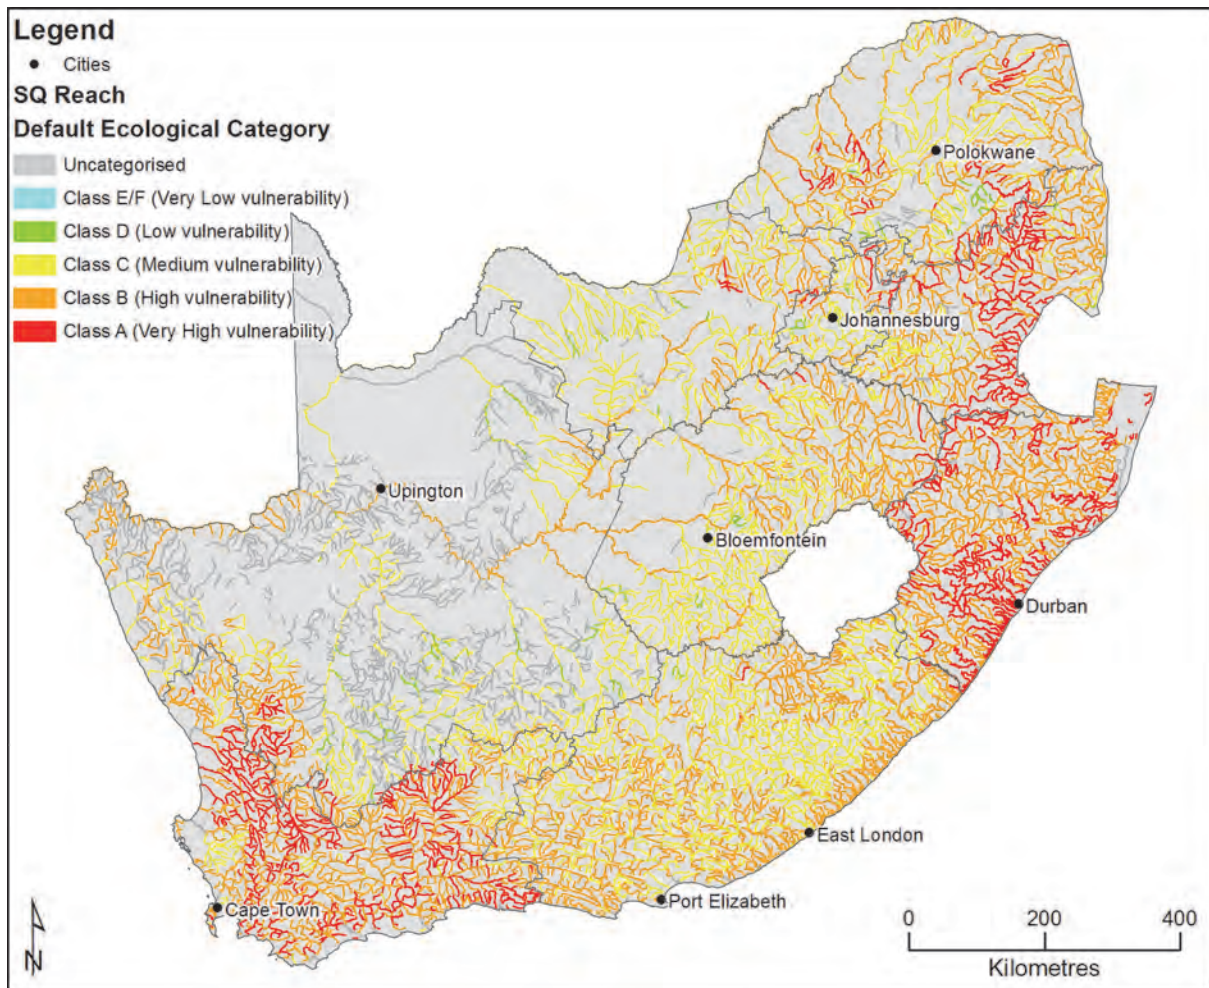 Legend
Cities
SQ Reach
Default Ecological Category
Uncategorised
Class E/F (Very Low vulnerability)
Class D (Low vulnerability)
Class C (Medium vulnerability)
Class B (High vulnerability)
Class A (Very High vulnerability)
Polokwane
Johannesburg
Upington
Bloemfontein
Durban
East London
Port Elizabeth
Cape Town
N
0 200 400
Kilometres